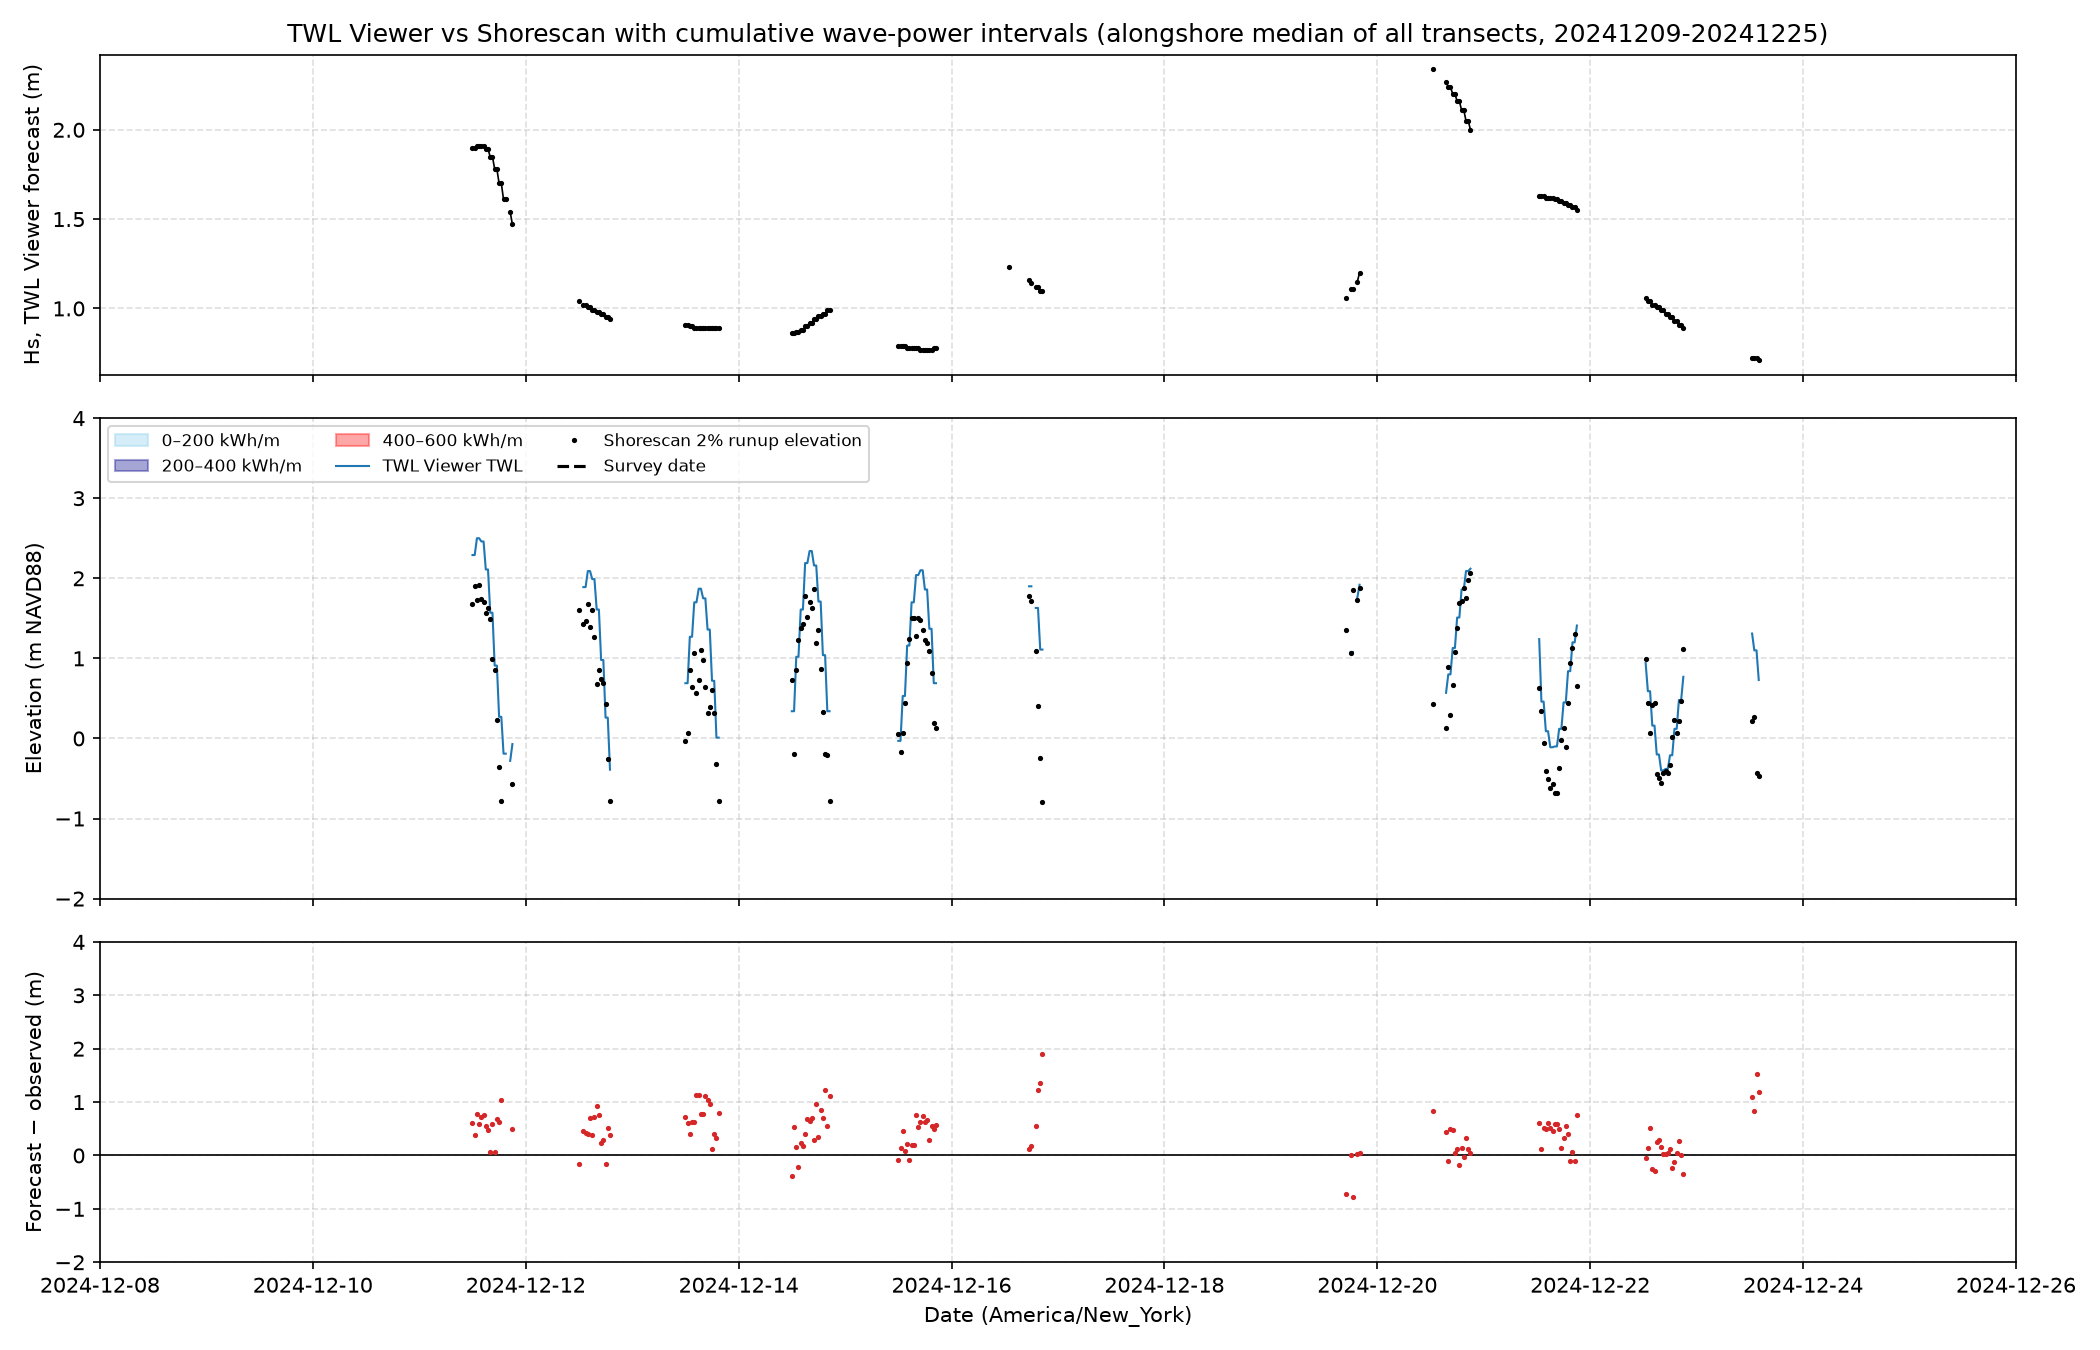 TWL Viewer vs Shorescan with cumulative wave-power intervals (alongshore median of all transects, 20241209-20241225)
Hs, TWL Viewer forecast (m)
2.0
1.5
1.0
Elevation (m NAVD88)
4
3
2
1
0
−1
−2
0–200 kWh/m
200–400 kWh/m
400–600 kWh/m
TWL Viewer TWL
Shorescan 2% runup elevation
Survey date
Forecast − observed (m)
4
3
2
1
0
−1
−2
2024-12-08 2024-12-10 2024-12-12 2024-12-14 2024-12-16 2024-12-18 2024-12-20 2024-12-22 2024-12-24 2024-12-26
Date (America/New_York)